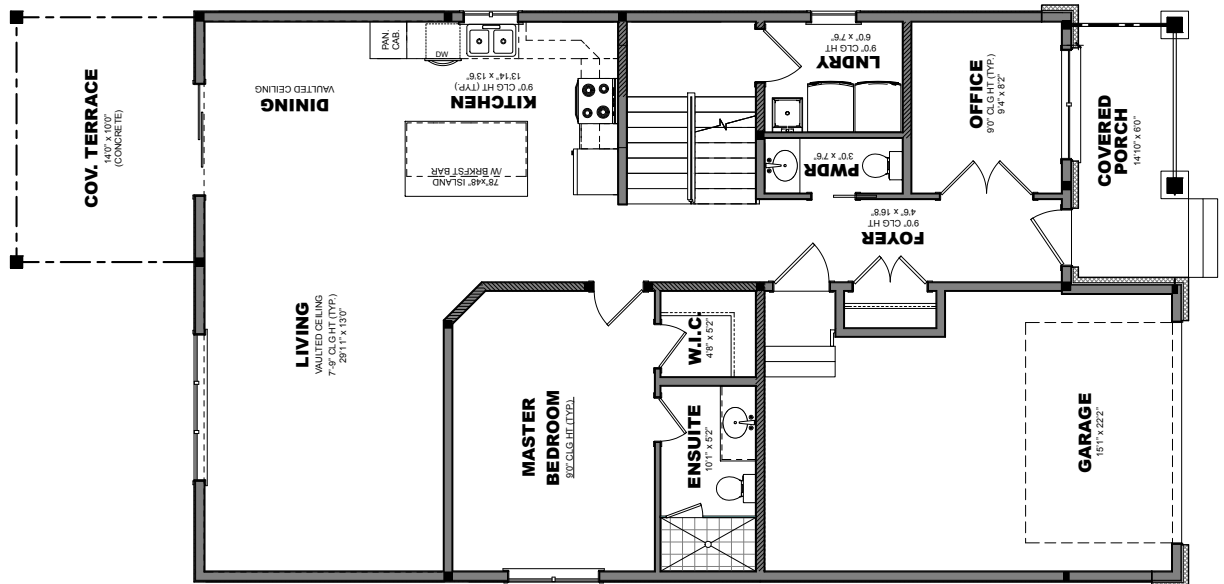 COV. TERRACE
14'0" x 10'0"
(CONCRETE)
DINING
VAULTED CEILING
PAN.
CAB.
DW
KITCHEN
9'0" CLG HT (TYP.)
13'14" x 13'6"
78"x48" ISLAND
/W BRKFST BAR
LIVING
VAULTED CEILING
7'-9" CLG HT (TYP.)
29'11" x 13'0"
MASTER
BEDROOM
9'0" CLG HT (TYP.)
W.I.C.
4'8" x 5'2"
ENSUITE
10'1" x 5'2"
LNDRY
9'0" CLG HT
6'0" x 7'6"
PWDR
3'0" x 7'6"
OFFICE
9'0" CLG HT (TYP.)
9'4" x 8'2"
FOYER
9'0" CLG HT
4'6" x 16'8"
COVERED
PORCH
14'10" x 6'0"
GARAGE
15'1" x 22'2"